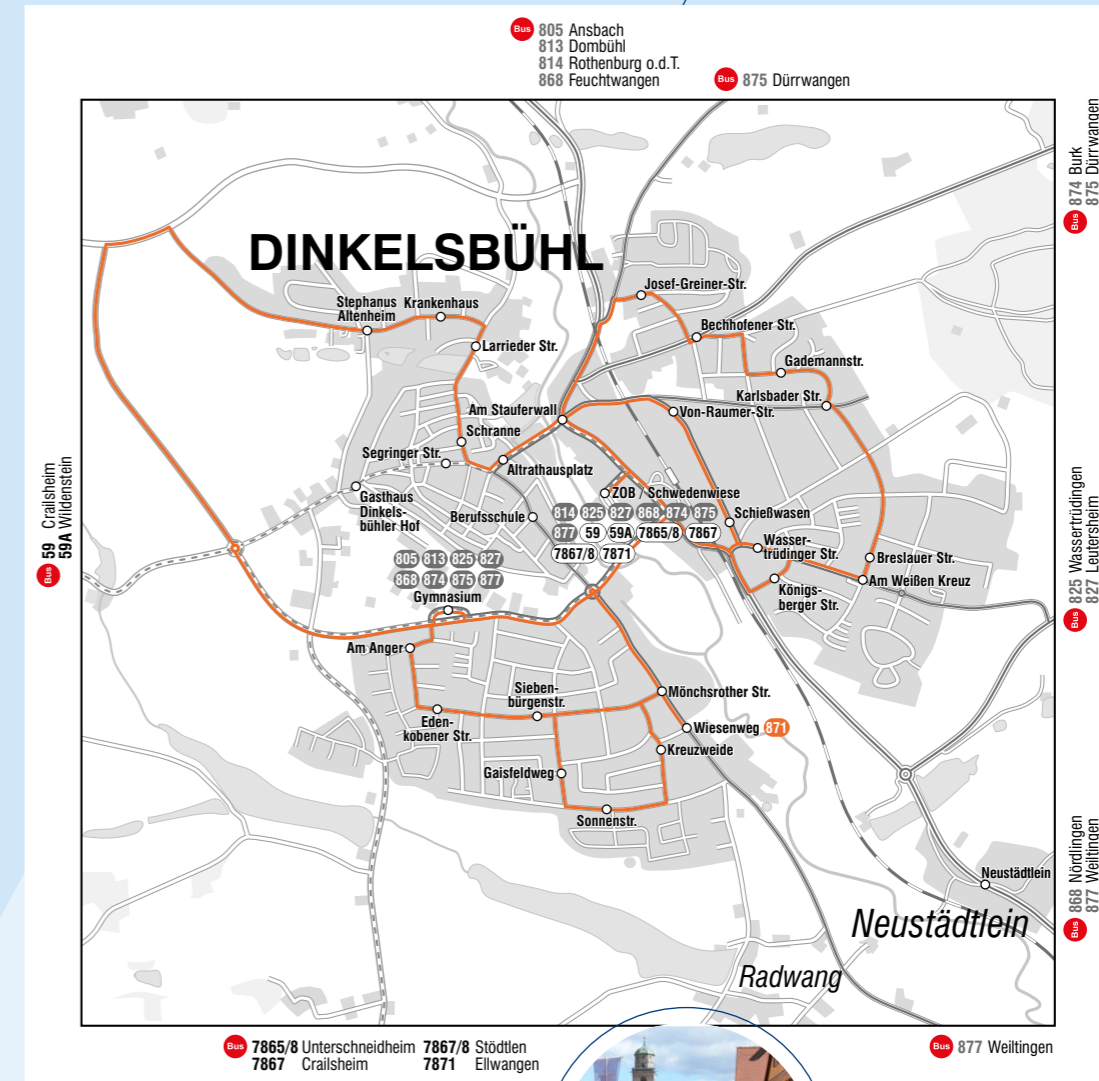 Bus 805 Ansbach
813 Dombühl
814 Rothenburg o.d.T.
868 Feuchtwangen
Bus 875 Dürrwangen
Bus 874 Burk
875 Dürrwangen
DINKELSBÜHL
Josef-Greiner-Str.
Stephanus
Altenheim
Krankenhaus
Bechhofener Str.
Larrieder Str.
Gademannstr.
Karlsbader Str.
Am Stauferwall
Von-Raumer-Str.
Schranne
Segringer Str.
Altrathausplatz
Gasthaus
Dinkels-
bühler Hof
ZOB / Schwedenwiese
814 825 827 868 874 875
877 59 59A 7865/8 7867
7867/8 7871
Berufsschule
Schießwasen
Wasser-
trüdinger Str.
Breslauer Str.
Am Weißen Kreuz
Königs-
berger Str.
Bus 59 Crailsheim
59A Wildenstein
Bus 825 Wassertrüdingen
827 Leutersheim
805 813 825 827
868 874 875 877
Gymnasium
Am Anger
Sieben-
bürgenstr.
Mönchsrother Str.
Eden-
kobener Str.
Wiesenweg 871
Kreuzweide
Gaisfeldweg
Sonnenstr.
Neustädtlein
Neustädtlein
Radwang
Bus 868 Nördlingen
877 Weiltingen
Bus 7865/8 Unterschneidheim
7867 Crailsheim
7867/8 Stödtlen
7871 Ellwangen
Bus 877 Weiltingen